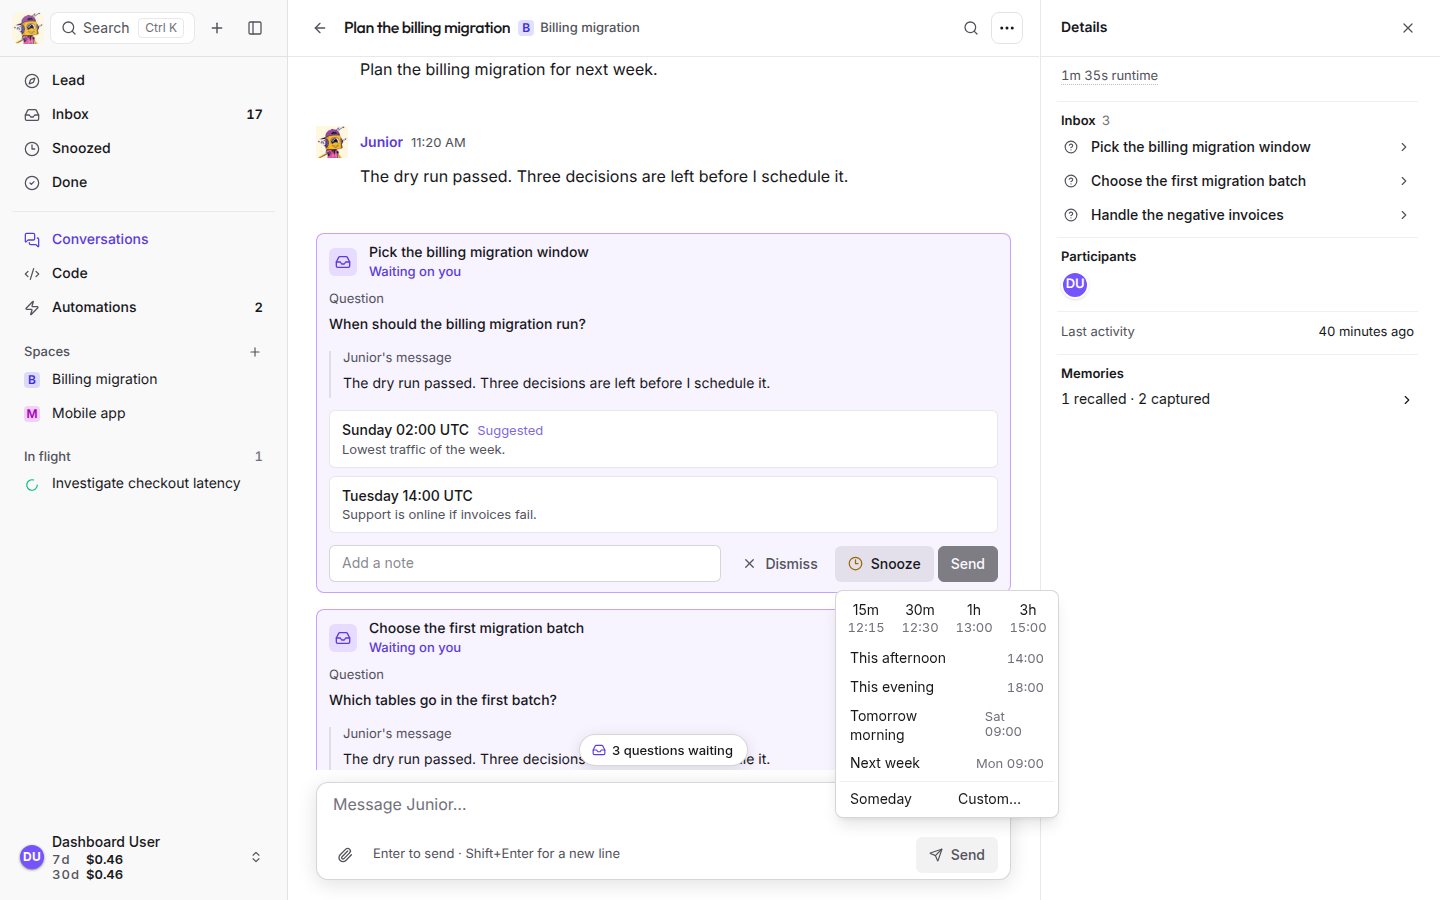 Search Ctrl K
Lead
Inbox 17
Snoozed
Done
Conversations
Code
Automations 2
Spaces
B Billing migration
M Mobile app
In flight 1
Investigate checkout latency
DU Dashboard User
7d $0.46
30d $0.46
Plan the billing migration B Billing migration
Plan the billing migration for next week.
Junior 11:20 AM
The dry run passed. Three decisions are left before I schedule it.
Pick the billing migration window
Waiting on you
Question
When should the billing migration run?
Junior's message
The dry run passed. Three decisions are left before I schedule it.
Sunday 02:00 UTC Suggested
Lowest traffic of the week.
Tuesday 14:00 UTC
Support is online if invoices fail.
Add a note Dismiss Snooze Send
15m 30m 1h 3h
12:15 12:30 13:00 15:00
This afternoon 14:00
This evening 18:00
Tomorrow morning Sat 09:00
Next week Mon 09:00
Someday Custom...
Choose the first migration batch
Waiting on you
Question
Which tables go in the first batch?
Junior's message
The dry run passed. Three decisions it.
3 questions waiting
Message Junior...
Enter to send · Shift+Enter for a new line Send
Details
1m 35s runtime
Inbox 3
Pick the billing migration window
Choose the first migration batch
Handle the negative invoices
Participants
DU
Last activity 40 minutes ago
Memories
1 recalled · 2 captured